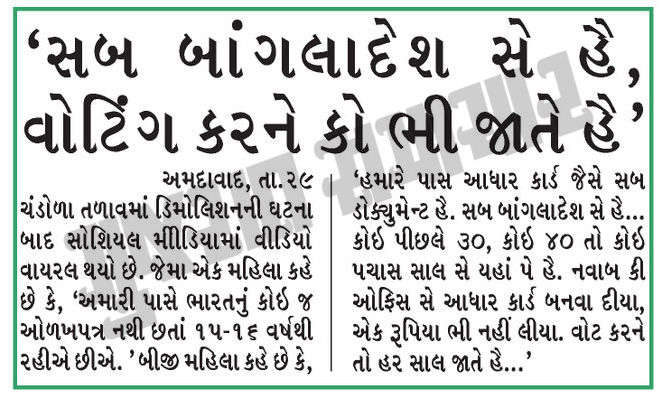 ‘સબ બાંગલાદેશ સે હૈ,
વોટિંગ કરને કો ભી જાતે હૈ’
અમદાવાદ, તા.૨૯
ચંડોળા તળાવમાં ડિમોલિશનની ઘટના
બાદ સોશિયલ મીડિયામાં વીડિયો
વાયરલ થયો છે. જેમા એક મહિલા કહે
છે કે, ‘અમારી પાસે ભારતનું કોઇ જ
ઓળખપત્ર નથી છતાં ૧૫-૧૬ વર્ષથી
રહીએ છીએ. ’બીજી મહિલા કહે છે કે,
‘હમારે પાસ આધાર કાર્ડ જૈસે સબ
ડોક્યુમેન્ટ હૈ. સબ બાંગલાદેશ સે હૈ...
કોઇ પીછલે ૩૦, કોઇ ૪૦ તો કોઇ
પચાસ સાલ સે યહાં પે હૈ. નવાબ કી
ઓફિસ સે આધાર કાર્ડ બનવા દીયા,
એક રૂપિયા ભી નહીં લીયા. વોટ કરને
તો હર સાલ જાતે હૈ...’
ગુજરાત સમાચાર